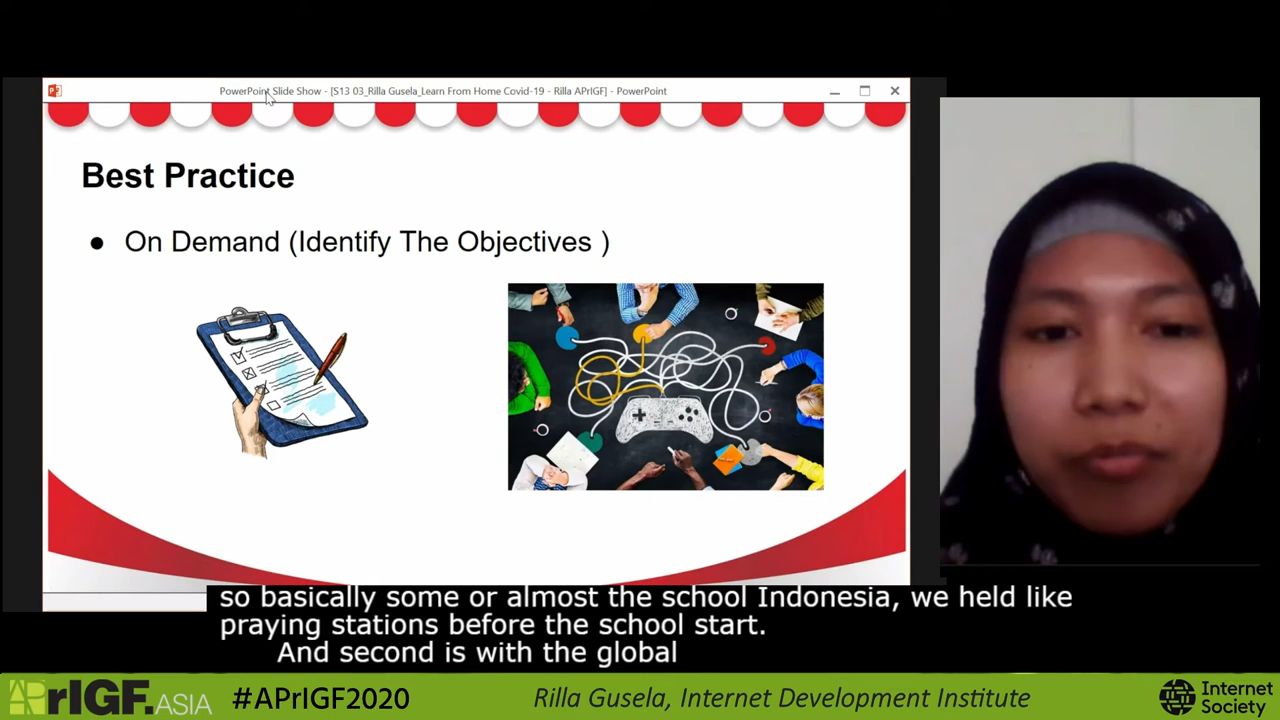 PowerPoint Slide Show - [S13 03_Rilla Gusela_Learn From Home Covid-19 - Rilla APrIGF] - PowerPoint
Best Practice
● On Demand (Identify The Objectives )
so basically some or almost the school Indonesia, we held like
praying stations before the school start.
And second is with the global
APrIGF.ASIA
#APrIGF2020
Rilla Gusela, Internet Development Institute
Internet
Society